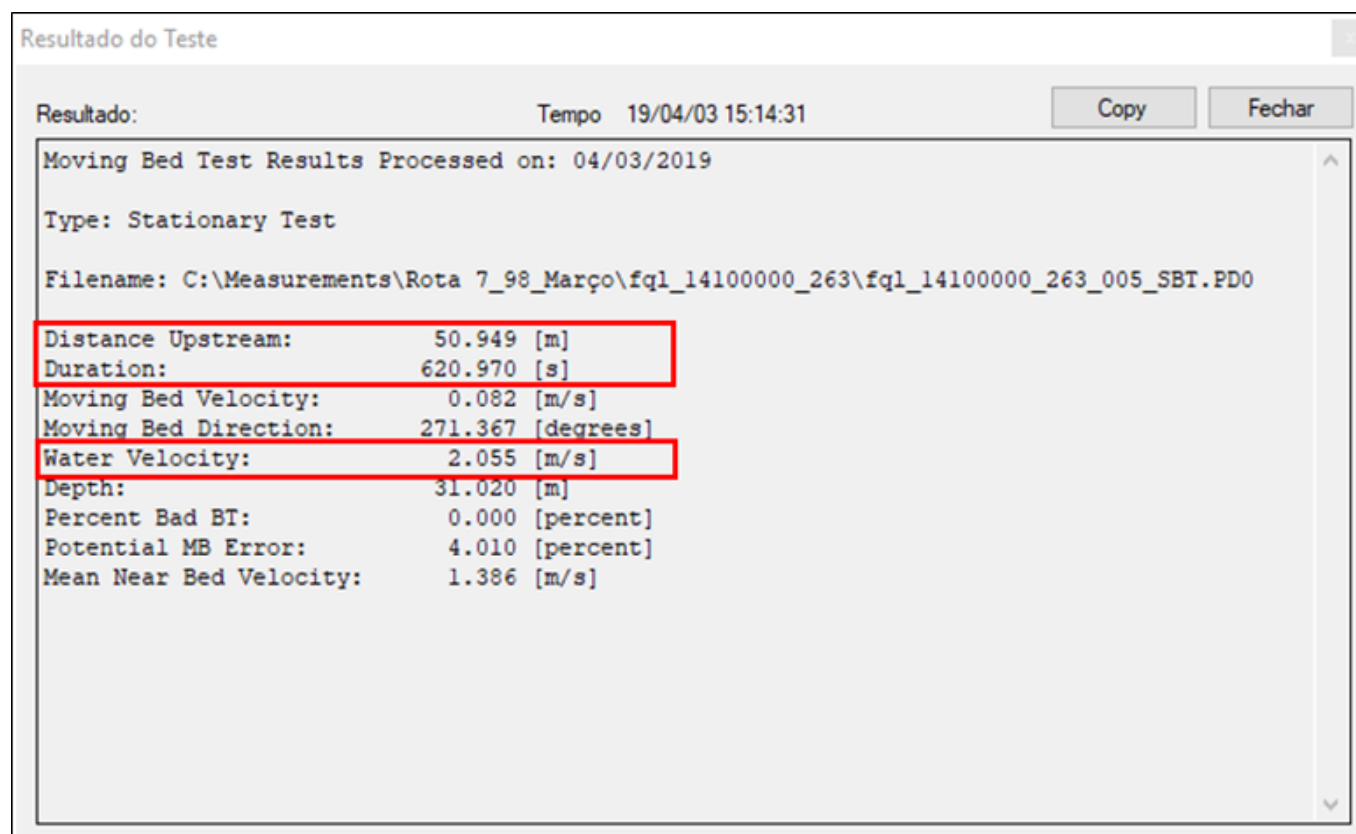 Resultado do Teste
Resultado: Tempo 19/04/03 15:14:31 Copy Fechar
Moving Bed Test Results Processed on: 04/03/2019
Type: Stationary Test
Filename: C:\Measurements\Rota 7_98_Março\fql_14100000_263\fql_14100000_263_005_SBT.PD0
Distance Upstream: 50.949 [m]
Duration: 620.970 [s]
Moving Bed Velocity: 0.082 [m/s]
Moving Bed Direction: 271.367 [degrees]
Water Velocity: 2.055 [m/s]
Depth: 31.020 [m]
Percent Bad BT: 0.000 [percent]
Potential MB Error: 4.010 [percent]
Mean Near Bed Velocity: 1.386 [m/s]